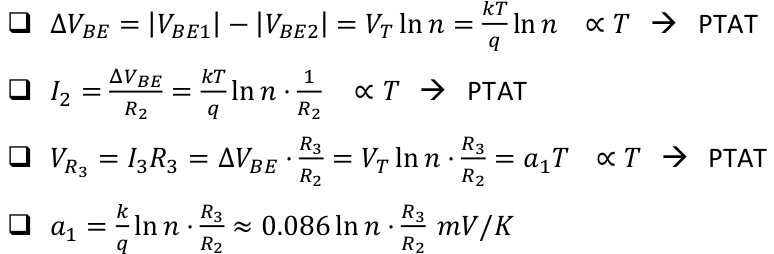 ❑ ΔV_BE = |V_BE1| − |V_BE2| = V_T ln n = kT/q ln n ∝ T → PTAT
❑ I_2 = ΔV_BE/R_2 = kT/q ln n · 1/R_2 ∝ T → PTAT
❑ V_R_3 = I_3R_3 = ΔV_BE · R_3/R_2 = V_T ln n · R_3/R_2 = a_1T ∝ T → PTAT
❑ a_1 = k/q ln n · R_3/R_2 ≈ 0.086 ln n · R_3/R_2 mV/K